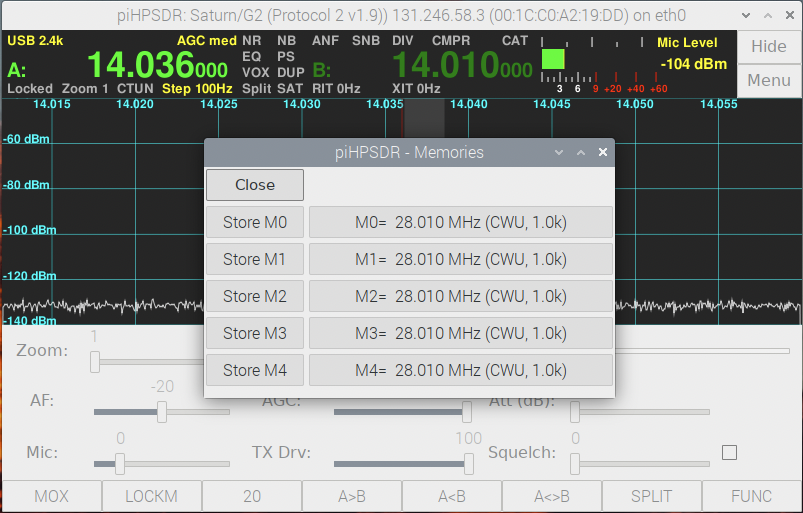 piHPSDR: Saturn/G2 (Protocol 2 v1.9)) 131.246.58.3 (00:1C:C0:A2:19:DD) on eth0
USB 2.4k AGC med NR NB ANF SNB DIV CMPR CAT Mic Level Hide
A: 14.036000 EQ PS B: 14.010000 -104 dBm
VOX DUP
Locked Zoom 1 CTUN Step 100Hz Split SAT RIT 0Hz XIT 0Hz 3 6 9 +20 +40 +60 Menu
14.015 14.020 14.025 14.030 14.035 14.040 14.045 14.050 14.055
-60 dBm
-80 dBm
-100 dBm
-120 dBm
-140 dBm
piHPSDR - Memories
Close
Store M0 M0= 28.010 MHz (CWU, 1.0k)
Store M1 M1= 28.010 MHz (CWU, 1.0k)
Store M2 M2= 28.010 MHz (CWU, 1.0k)
Store M3 M3= 28.010 MHz (CWU, 1.0k)
Store M4 M4= 28.010 MHz (CWU, 1.0k)
Zoom: 1
AF: -20 AGC: Att (dB):
Mic: 0 TX Drv: 100 Squelch: 0
MOX LOCKM 20 A>B A<B A<>B SPLIT FUNC